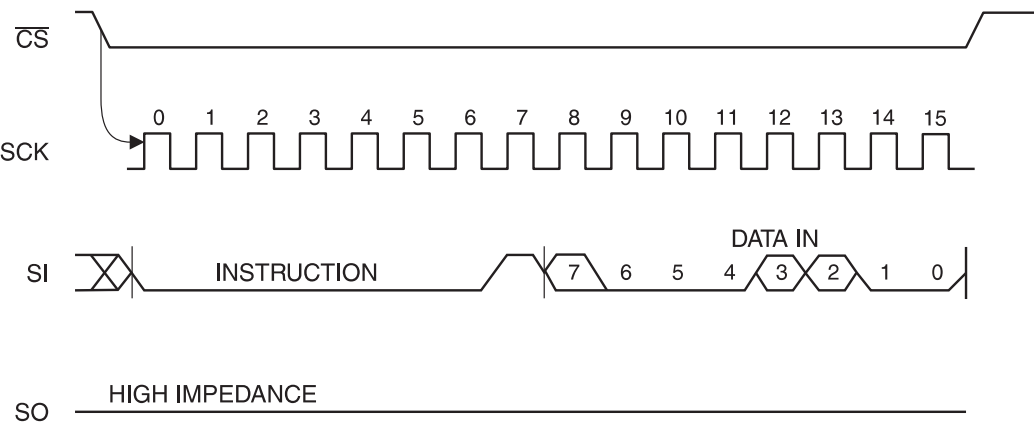 C̅S̅
0 1 2 3 4 5 6 7 8 9 10 11 12 13 14 15
SCK
DATA IN
SI
INSTRUCTION
7 6 5 4 3 2 1 0
HIGH IMPEDANCE
SO